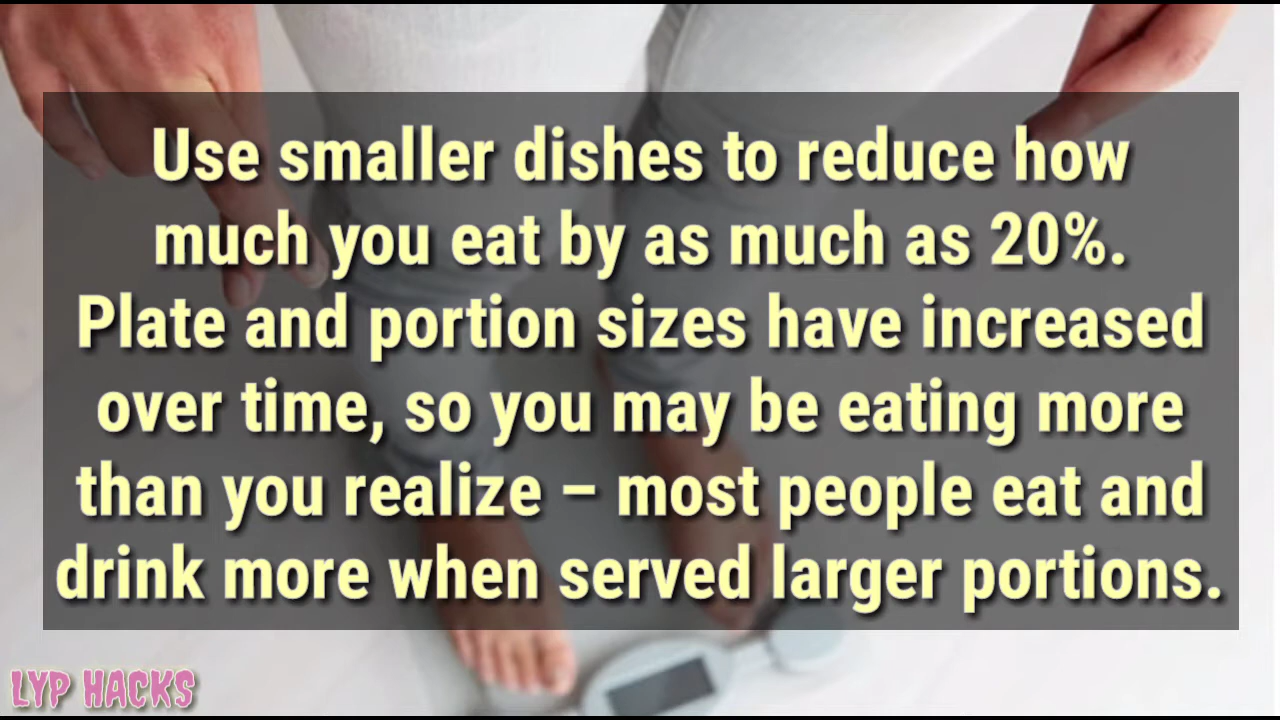 Use smaller dishes to reduce how
much you eat by as much as 20%.
Plate and portion sizes have increased
over time, so you may be eating more
than you realize – most people eat and
drink more when served larger portions.
LYP HACKS